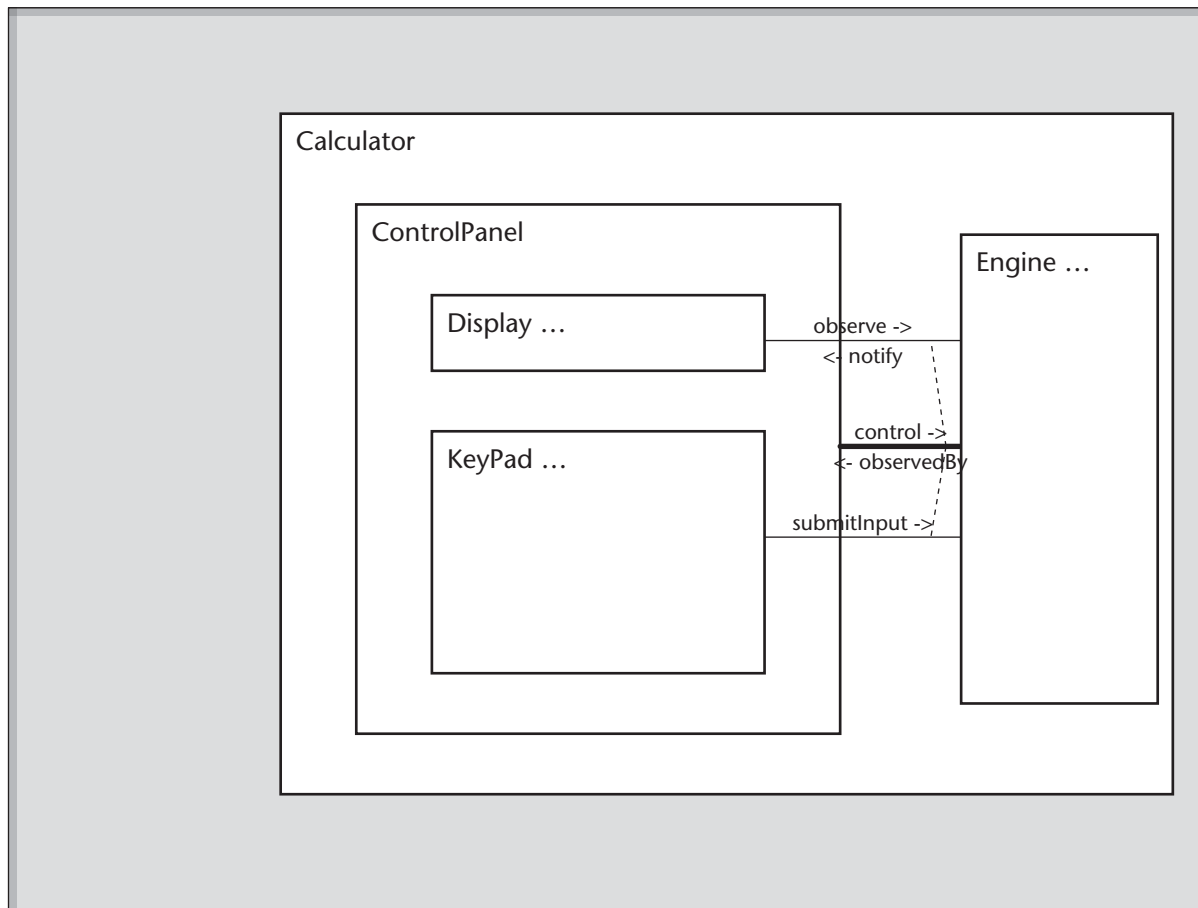 Calculator
ControlPanel
Engine …
Display …
observe ->
<- notify
control ->
KeyPad …
<- observedBy
submitInput ->